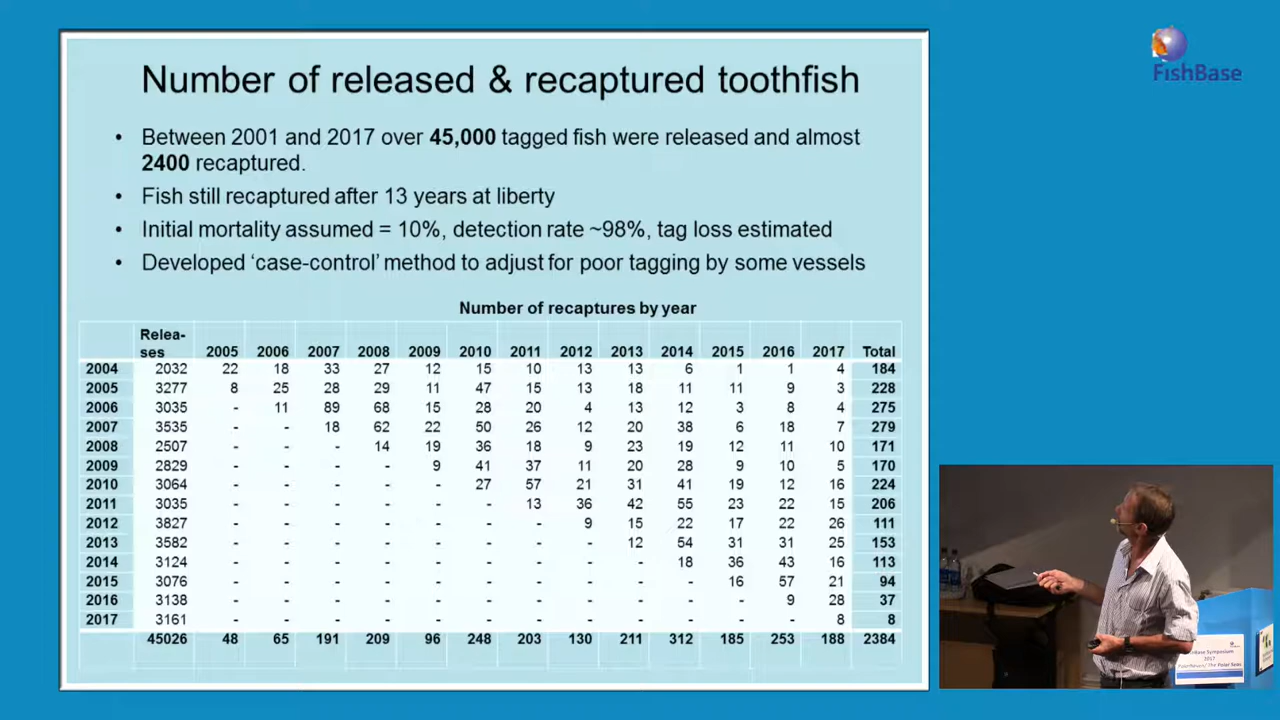 FishBase
Number of released & recaptured toothfish
• Between 2001 and 2017 over 45,000 tagged fish were released and almost
2400 recaptured.
• Fish still recaptured after 13 years at liberty
• Initial mortality assumed = 10%, detection rate ~98%, tag loss estimated
• Developed ‘case-control’ method to adjust for poor tagging by some vessels
Number of recaptures by year
Relea-
ses 2005 2006 2007 2008 2009 2010 2011 2012 2013 2014 2015 2016 2017 Total
2004 2032 22 18 33 27 12 15 10 13 13 6 1 1 4 184
2005 3277 8 25 28 29 11 47 15 13 18 11 11 9 3 228
2006 3035 - 11 89 68 15 28 20 4 13 12 3 8 4 275
2007 3535 - - 18 62 22 50 26 12 20 38 6 18 7 279
2008 2507 - - - 14 19 36 18 9 23 19 12 11 10 171
2009 2829 - - - - 9 41 37 11 20 28 9 10 5 170
2010 3064 - - - - - 27 57 21 31 41 19 12 16 224
2011 3035 - - - - - - 13 36 42 55 23 22 15 206
2012 3827 - - - - - - - 9 15 22 17 22 26 111
2013 3582 - - - - - - - - 12 54 31 31 25 153
2014 3124 - - - - - - - - - 18 36 43 16 113
2015 3076 - - - - - - - - - - 16 57 21 94
2016 3138 - - - - - - - - - - - 9 28 37
2017 3161 - - - - - - - - - - - - 8 8
45026 48 65 191 209 96 248 203 130 211 312 185 253 188 2384
Symposium
2017
The Polar Seas